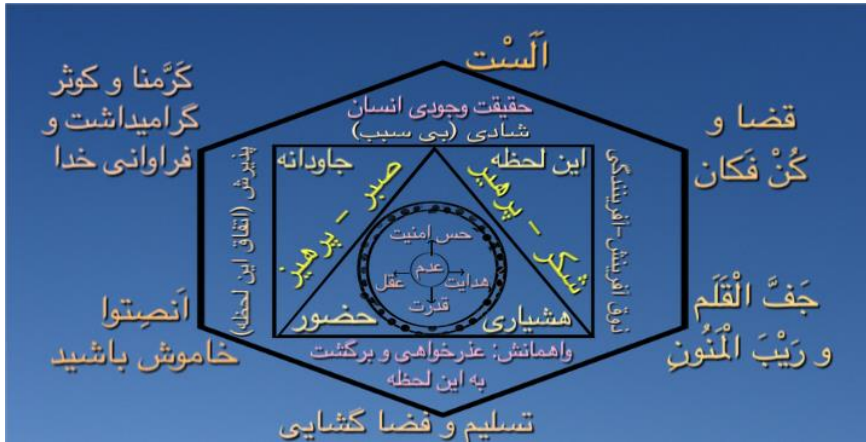 اَلَسْت
کَرَّمنا و کوثر
گرامیداشت و
فراوانی خدا
قضا و
کُنْ فَکان
حقیقت وجودی انسان
شادی (بی سبب)
این لحظه
جاودانه
پذیرش (اتفاق این لحظه)
ذوق آفرینش-آفرینندگی
شکر - پرهیز
صبر - پرهیز
حس امنیت
عدم
هدایت
عقل
قدرت
هشیاری
حضور
جَفَّ الْقَلَم
و رَیْبَ الْمَنُونِ
اَنصِتوا
خاموش باشید
واهمانش: عذرخواهی و برگشت
به این لحظه
تسلیم و فضا گشایی